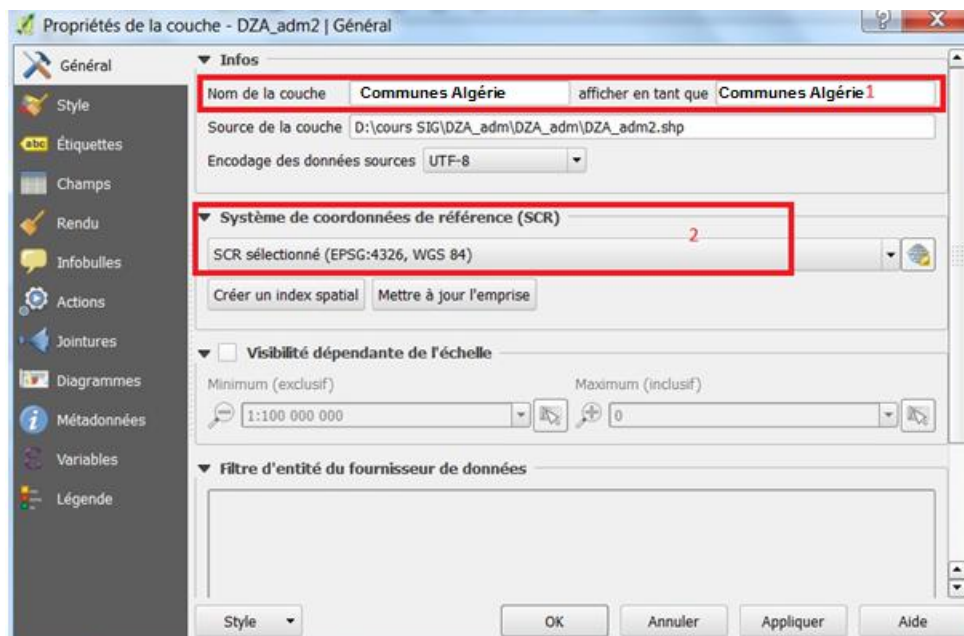 Propriétés de la couche - DZA_adm2 | Général
Général
Style
abc Étiquettes
Champs
Rendu
Infobulles
Actions
Jointures
Diagrammes
Métadonnées
Variables
Légende
Infos
Nom de la couche Communes Algérie afficher en tant que Communes Algérie 1
Source de la couche D:\cours SIG\DZA_adm\DZA_adm\DZA_adm2.shp
Encodage des données sources UTF-8
Système de coordonnées de référence (SCR)
2
SCR sélectionné (EPSG:4326, WGS 84)
Créer un index spatial Mettre à jour l'emprise
Visibilité dépendante de l'échelle
Minimum (exclusif) Maximum (inclusif)
1:100 000 000 0
Filtre d'entité du fournisseur de données
Style OK Annuler Appliquer Aide